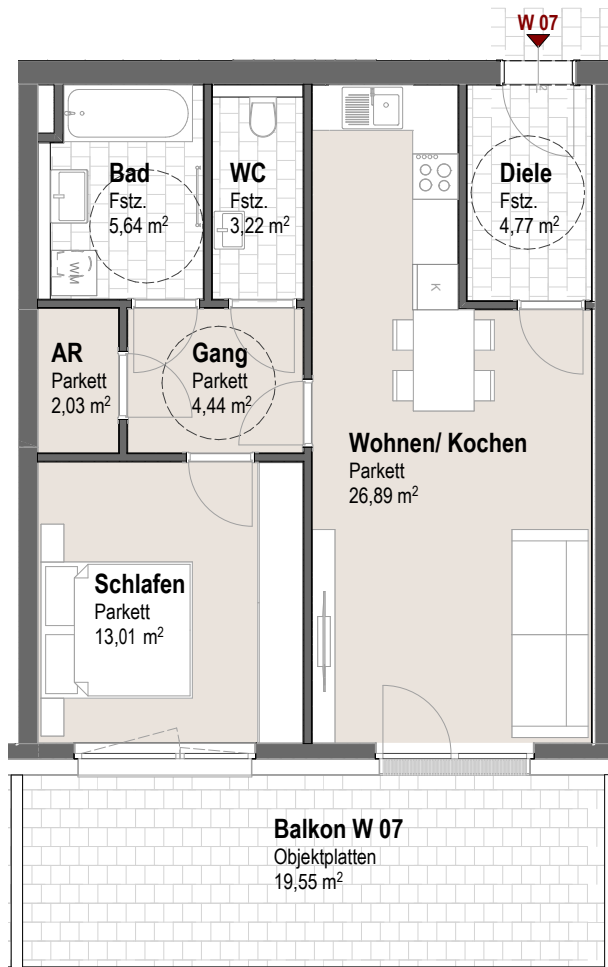 W 07
Bad
Fstz.
5,64 m²
WC
Fstz.
3,22 m²
Diele
Fstz.
4,77 m²
WM
K
AR
Parkett
2,03 m²
Gang
Parkett
4,44 m²
Wohnen/ Kochen
Parkett
26,89 m²
Schlafen
Parkett
13,01 m²
Balkon W 07
Objektplatten
19,55 m²